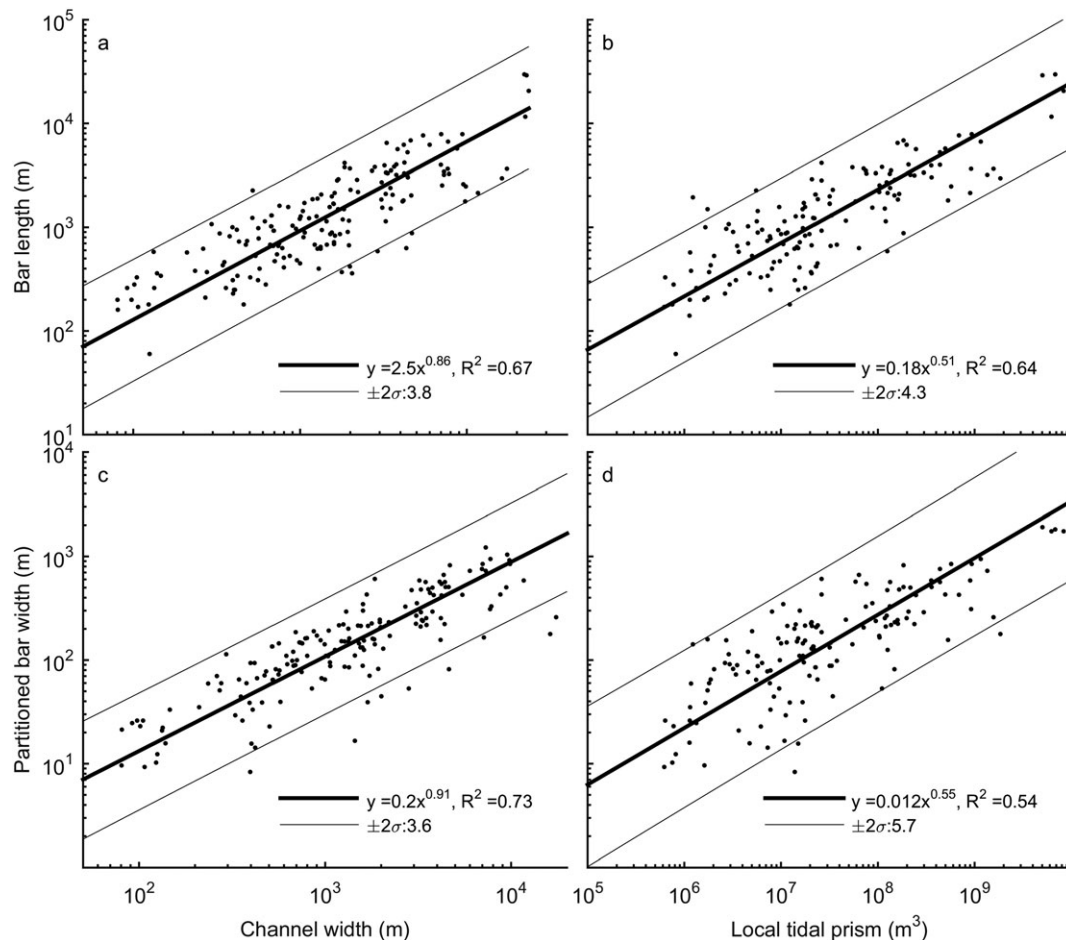 10^5
a
b
10^4
Bar length (m)
10^3
10^2
y =2.5x^0.86, R^2 =0.67
y =0.18x^0.51, R^2 =0.64
±2σ:3.8
±2σ:4.3
10^1
10^4
c
d
10^3
Partitioned bar width (m)
10^2
10^1
y =0.2x^0.91, R^2 =0.73
y =0.012x^0.55, R^2 =0.54
±2σ:3.6
±2σ:5.7
10^2 10^3 10^4 10^5 10^6 10^7 10^8 10^9
Channel width (m)
Local tidal prism (m^3)